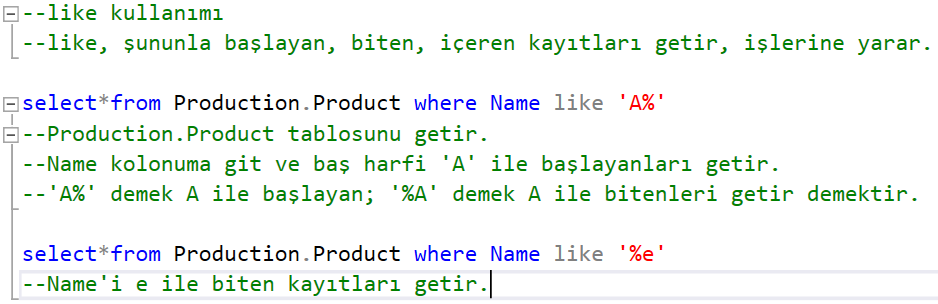 --like kullanımı
--like, şununla başlayan, biten, içeren kayıtları getir, işlerine yarar.
select*from Production.Product where Name like 'A%'
--Production.Product tablosunu getir.
--Name kolonuma git ve baş harfi 'A' ile başlayanları getir.
--'A%' demek A ile başlayan; '%A' demek A ile bitenleri getir demektir.
select*from Production.Product where Name like '%e'
--Name'i e ile biten kayıtları getir.